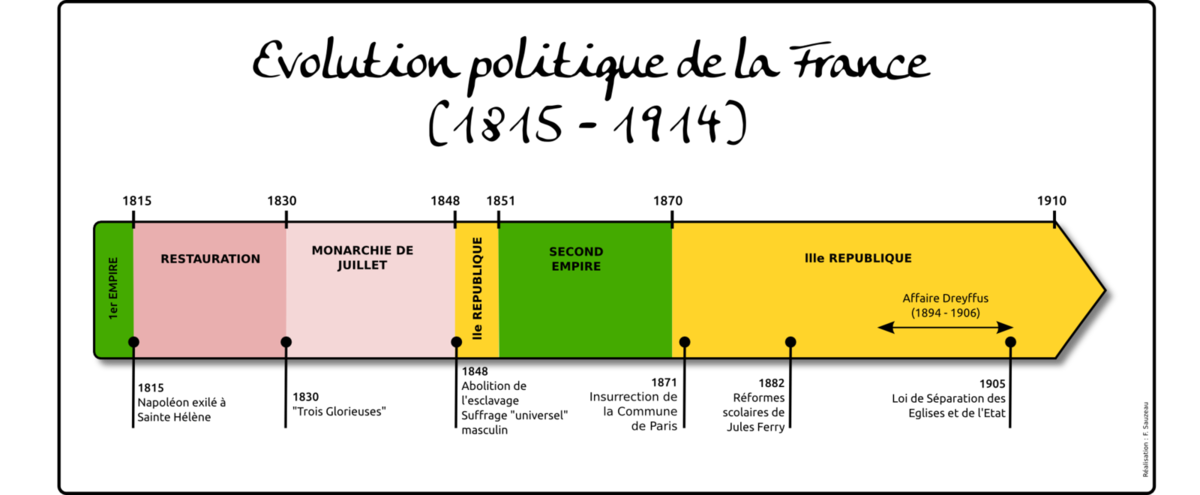 Evolution politique de la France
(1815 - 1914)
1815
1830
1848
1851
1870
1910
1er EMPIRE
RESTAURATION
MONARCHIE DE
JUILLET
IIe REPUBLIQUE
SECOND
EMPIRE
IIIe REPUBLIQUE
Affaire Dreyffus
(1894 - 1906)
1815
Napoléon exilé à
Sainte Hélène
1830
"Trois Glorieuses"
1848
Abolition de
l'esclavage
Suffrage "universel"
masculin
1871
Insurrection de
la Commune
de Paris
1882
Réformes
scolaires de
Jules Ferry
1905
Loi de Séparation des
Eglises et de l'Etat
Réalisation : F. Sauzeau